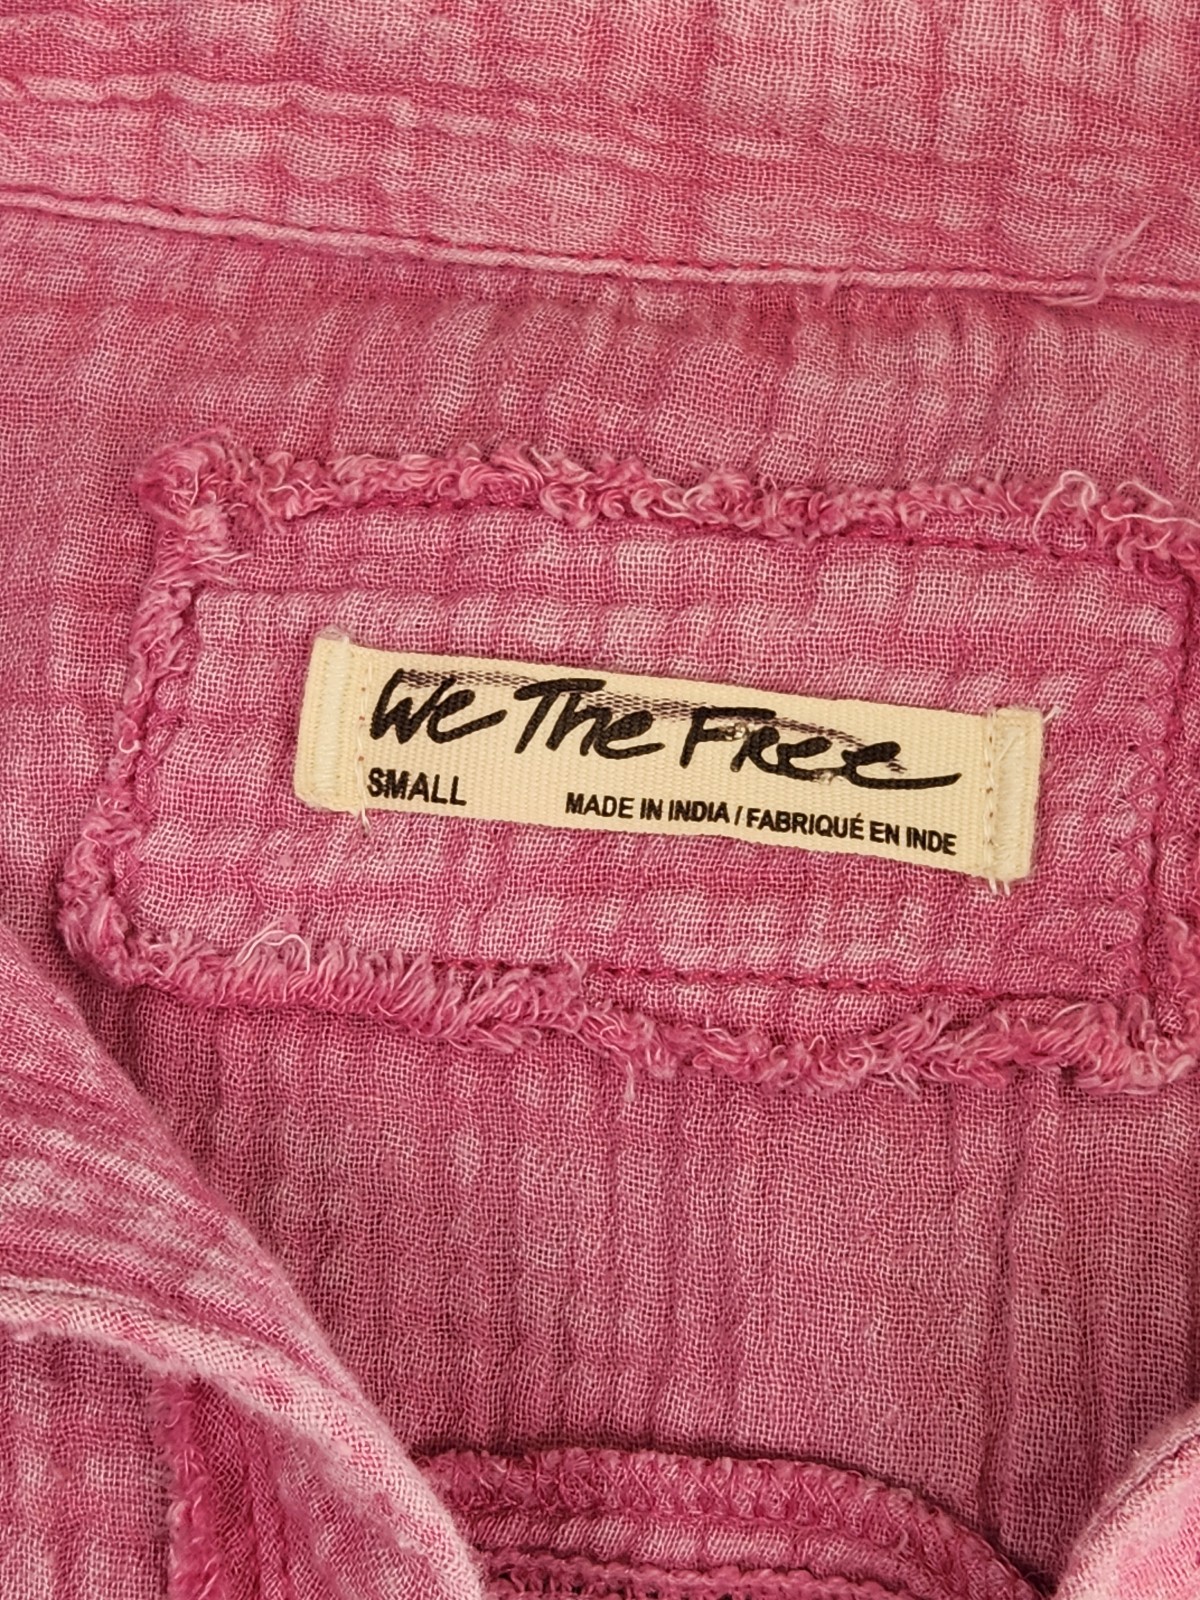 We The Free
SMALL
MADE IN INDIA / FABRIQUÉ EN INDE